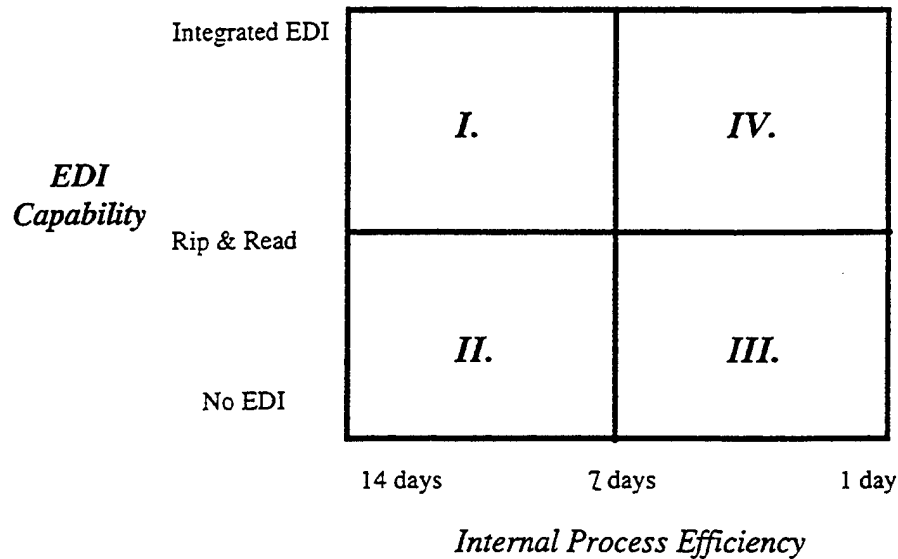 Integrated EDI
I.
IV.
EDI
Capability
Rip & Read
II.
III.
No EDI
14 days
7 days
1 day
Internal Process Efficiency